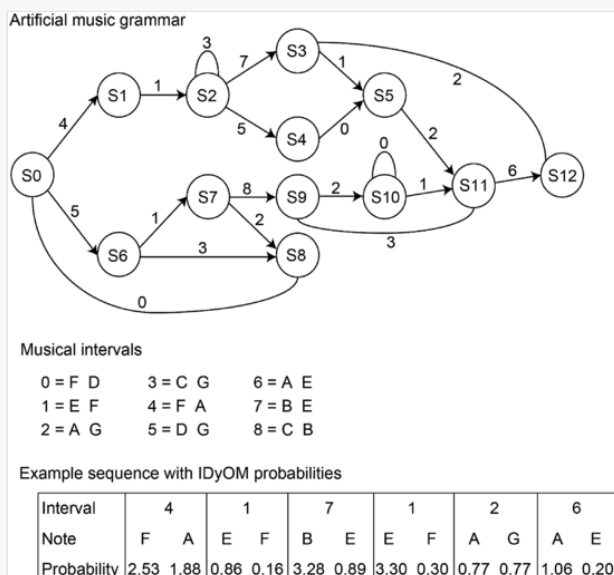 Artificial music grammar
3
S3
7
1
2
S1
1
S2
S5
4
5
S4
0
2
S0
0
5
S7
8
S9
2
S10
1
S11
6
S12
1
2
3
S6
3
S8
0
Musical intervals
0 = F D 3 = C G 6 = A E
1 = E F 4 = F A 7 = B E
2 = A G 5 = D G 8 = C B
Example sequence with IDyOM probabilities
Interval 4 1 7 1 2 6
Note F A E F B E E F A G A E
Probability 2.53 1.88 0.86 0.16 3.28 0.89 3.30 0.30 0.77 0.77 1.06 0.20